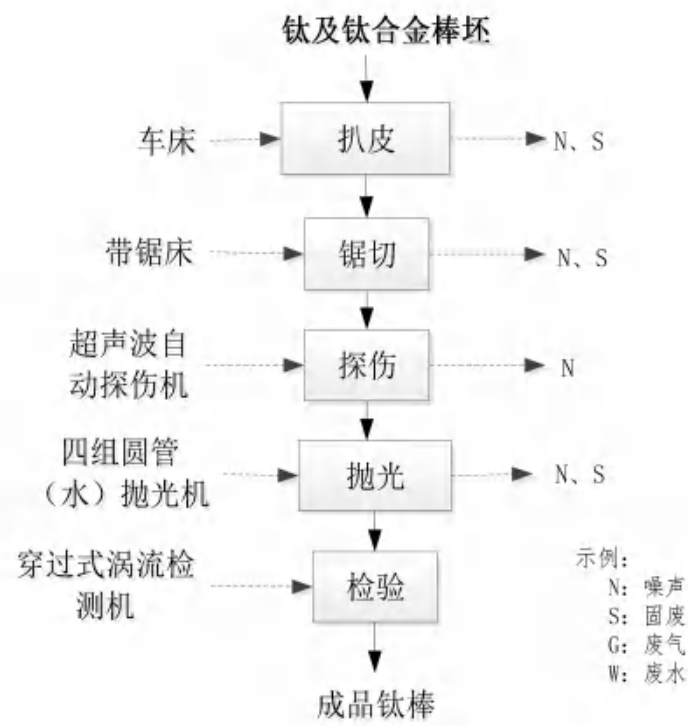 钛及钛合金棒坯
车床
扒皮
N、S
带锯床
锯切
N、S
超声波自
动探伤机
探伤
N
四组圆管
（水）抛光机
抛光
N、S
穿过式涡流检
测机
检验
示例：
N：噪声
S：固废
G：废气
W：废水
成品钛棒